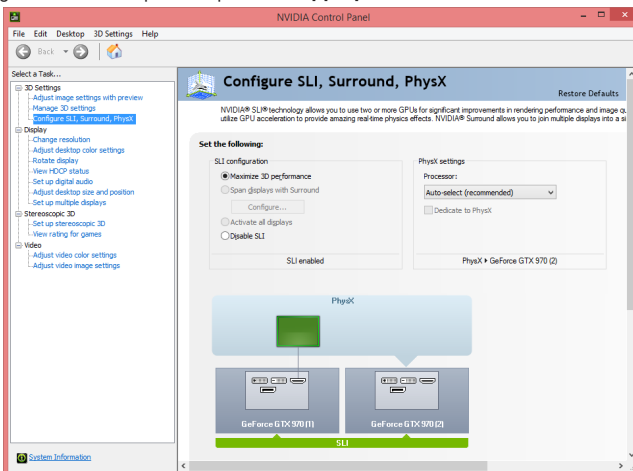 NVIDIA Control Panel
File Edit Desktop 3D Settings Help
Back
Select a Task...
3D Settings
Adjust image settings with preview
Manage 3D settings
Configure SLI, Surround, PhysX
Display
Change resolution
Adjust desktop color settings
Rotate display
View HDCP status
Set up digital audio
Adjust desktop size and position
Set up multiple displays
Stereoscopic 3D
Set up stereoscopic 3D
View rating for games
Video
Adjust video color settings
Adjust video image settings
System Information
Configure SLI, Surround, PhysX
Restore Defaults
NVIDIA® SLI® technology allows you to use two or more GPUs for significant improvements in rendering performance and image qu
utilize GPU acceleration to provide amazing real-time physics effects. NVIDIA® Surround allows you to join multiple displays into a si
Set the following:
SLI configuration
Maximize 3D performance
Span displays with Surround
Configure...
Activate all displays
Disable SLI
SLI enabled
PhysX settings
Processor:
Auto-select (recommended)
Dedicate to PhysX
PhysX ▸ GeForce GTX 970 (2)
PhysX
GeForce GTX 970 (1)
GeForce GTX 970 (2)
SLI